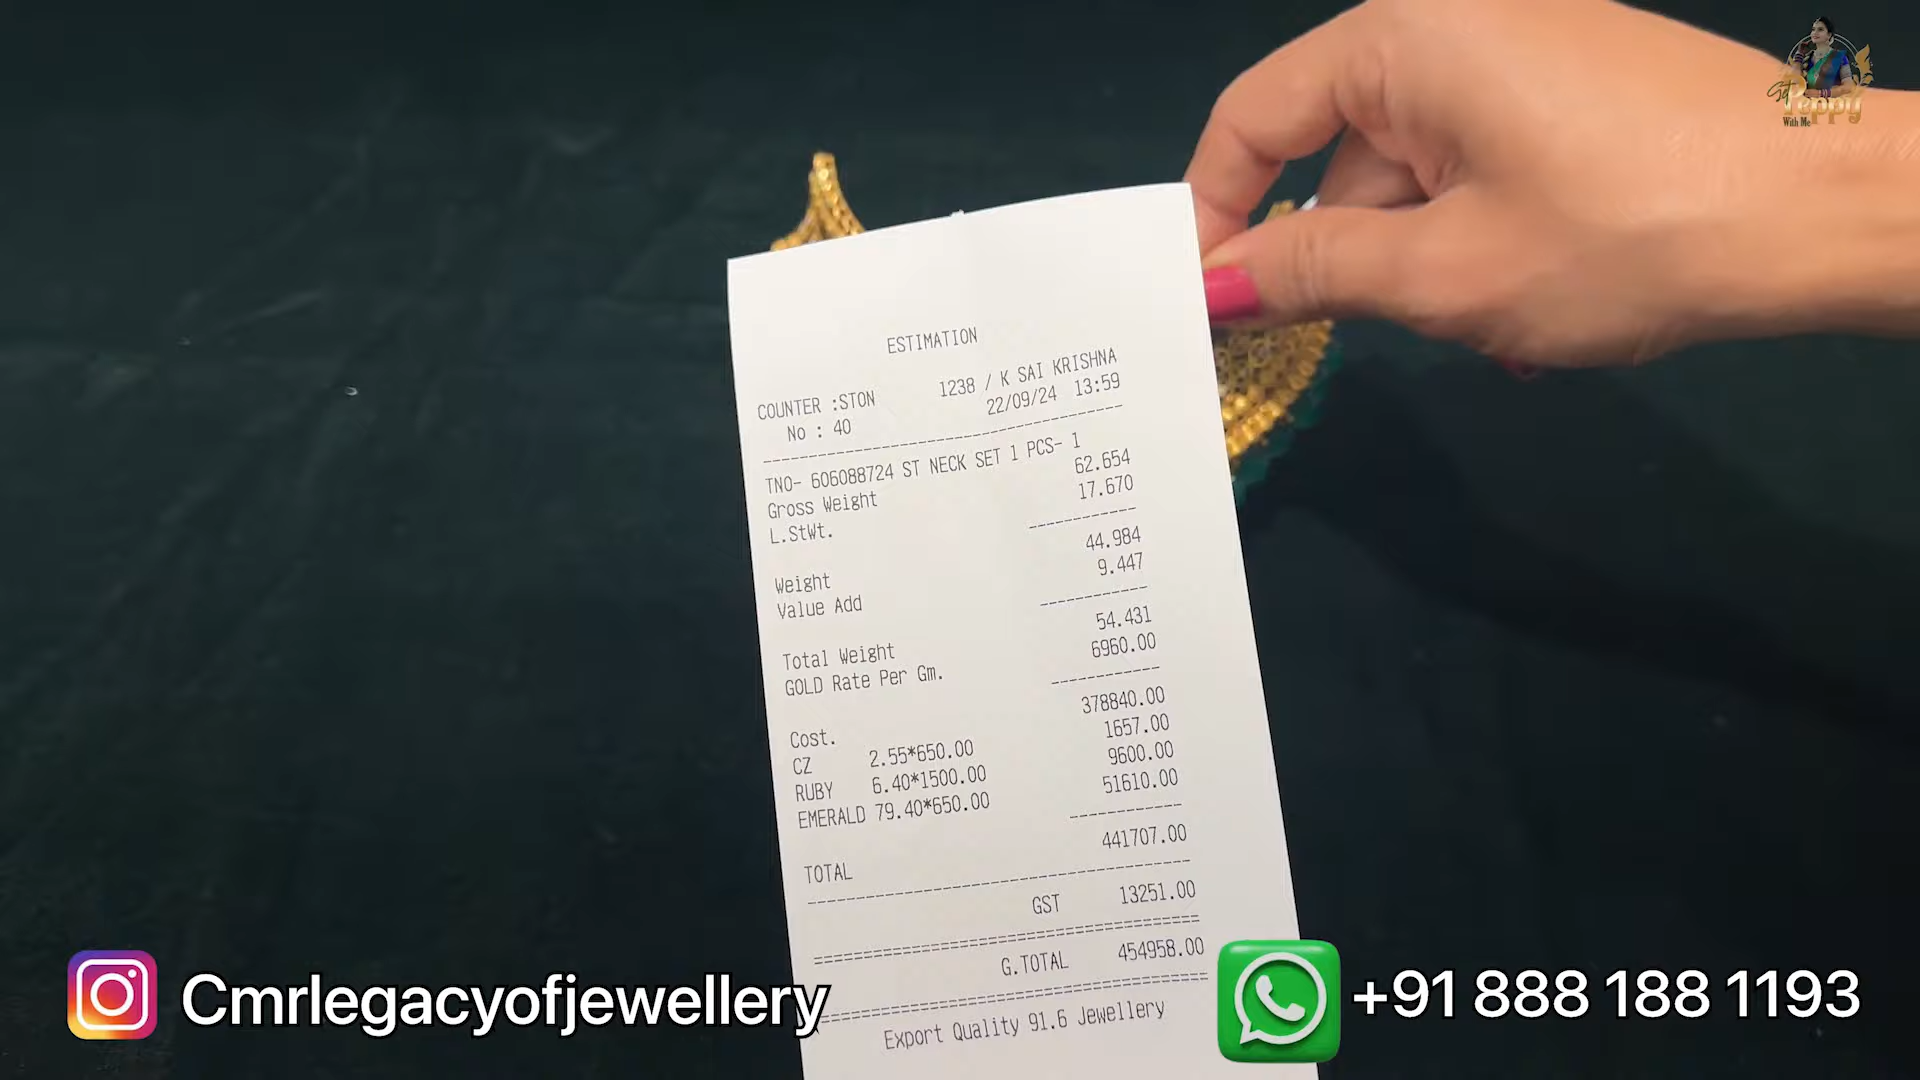 Get
Peppy
With Me
ESTIMATION
COUNTER :STON 1238 / K SAI KRISHNA
No : 40 22/09/24 13:59
TNO- 606088724 ST NECK SET 1 PCS- 1
Gross Weight 62.654
L.StWt. 17.670
Weight 44.984
Value Add 9.447
Total Weight 54.431
GOLD Rate Per Gm. 6960.00
Cost. 378840.00
CZ 2.55*650.00 1657.00
RUBY 6.40*1500.00 9600.00
EMERALD 79.40*650.00 51610.00
TOTAL 441707.00
GST 13251.00
G.TOTAL 454958.00
Export Quality 91.6 Jewellery
Cmrlegacyofjewellery
+91 888 188 1193